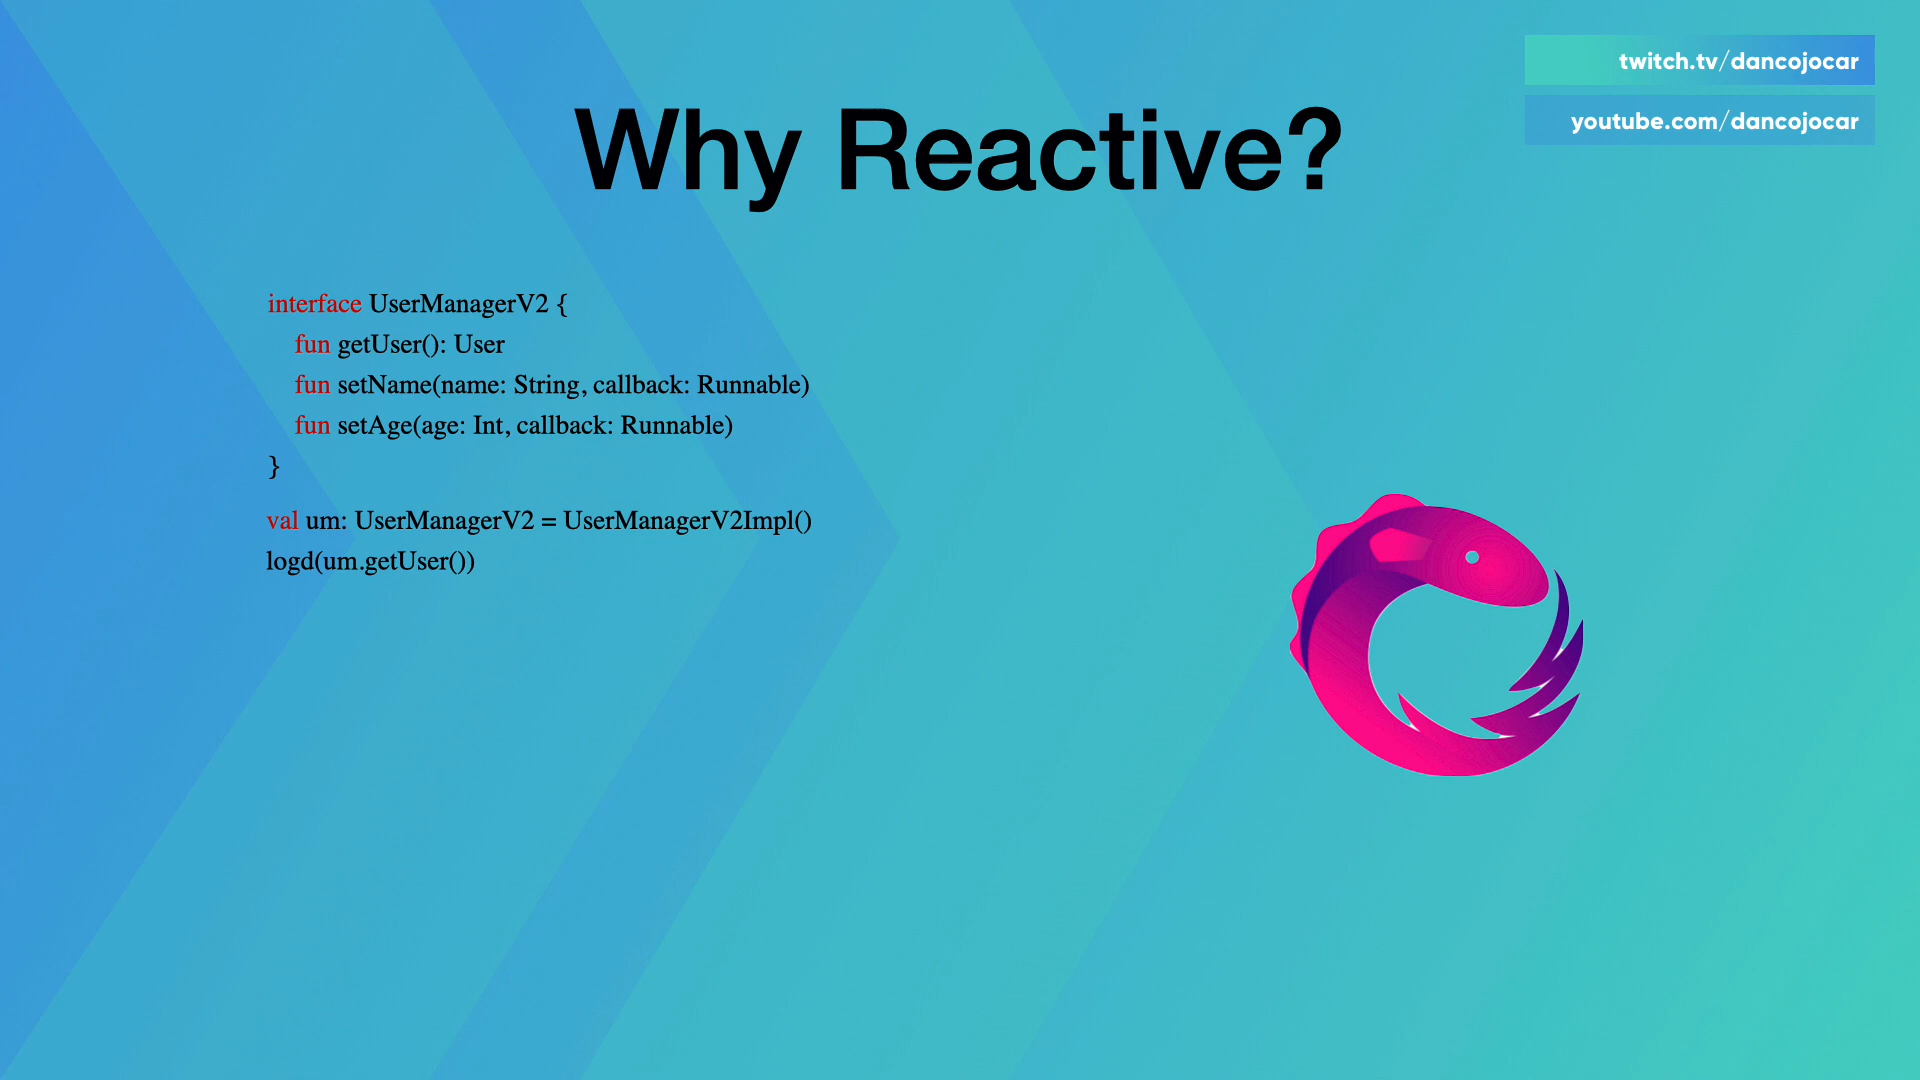 twitch.tv/dancojocar
youtube.com/dancojocar
Why Reactive?
interface UserManagerV2 {
fun getUser(): User
fun setName(name: String, callback: Runnable)
fun setAge(age: Int, callback: Runnable)
}
val um: UserManagerV2 = UserManagerV2Impl()
logd(um.getUser())